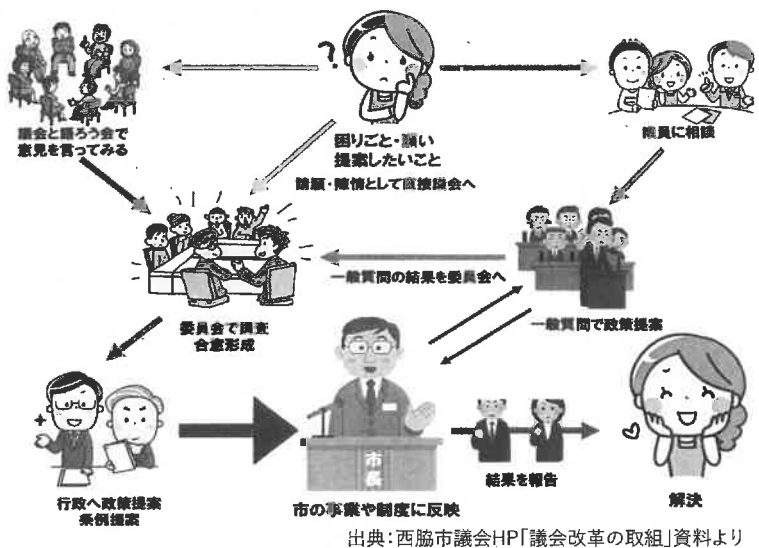 ?
議会と語ろう会で
意見を言ってみる
困りごと・願い
提案したいこと
請願・陳情として直接議会へ
議員に相談
一般質問の結果を委員会へ
委員会で調査
合意形成
一般質問で政策提案
行政へ政策提案
条例提案
市長
市の事業や制度に反映
結果を報告
解決
出典：西脇市議会HP「議会改革の取組」資料より